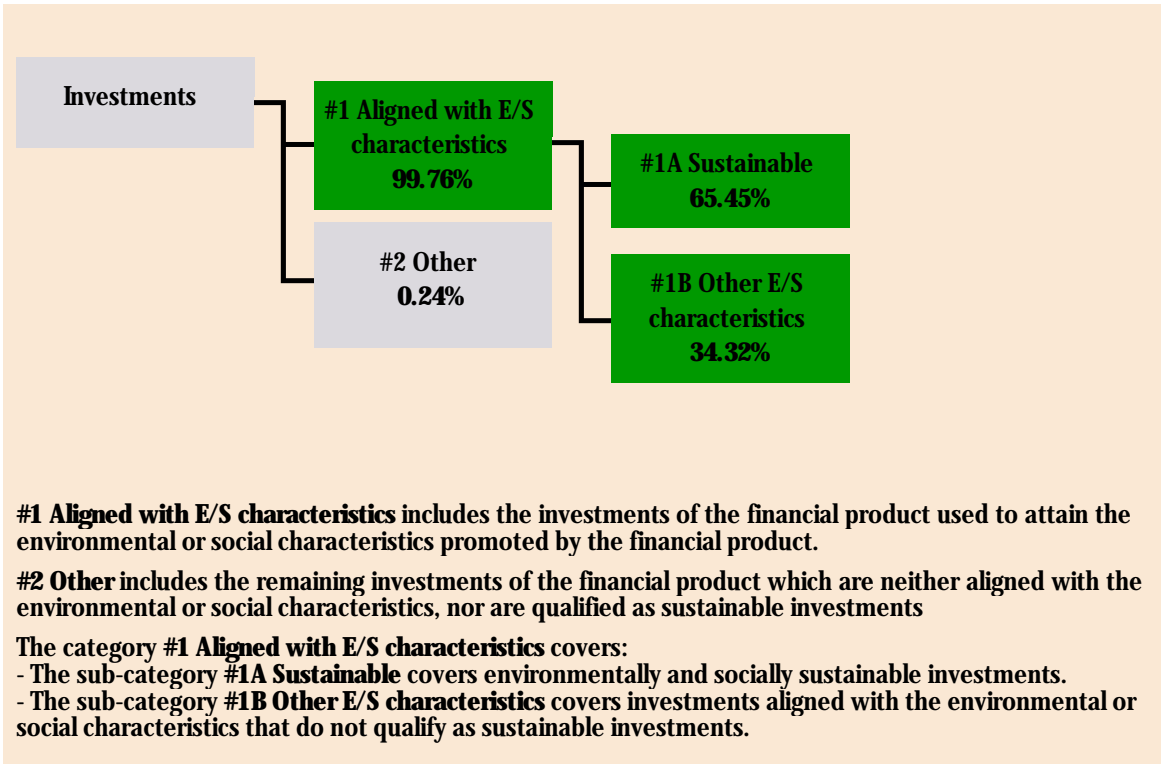 Investments
#1 Aligned with E/S
characteristics
99.76%
#2 Other
0.24%
#1A Sustainable
65.45%
#1B Other E/S
characteristics
34.32%
#1 Aligned with E/S characteristics includes the investments of the financial product used to attain the
environmental or social characteristics promoted by the financial product.
#2 Other includes the remaining investments of the financial product which are neither aligned with the
environmental or social characteristics, nor are qualified as sustainable investments
The category #1 Aligned with E/S characteristics covers:
- The sub-category #1A Sustainable covers environmentally and socially sustainable investments.
- The sub-category #1B Other E/S characteristics covers investments aligned with the environmental or
social characteristics that do not qualify as sustainable investments.